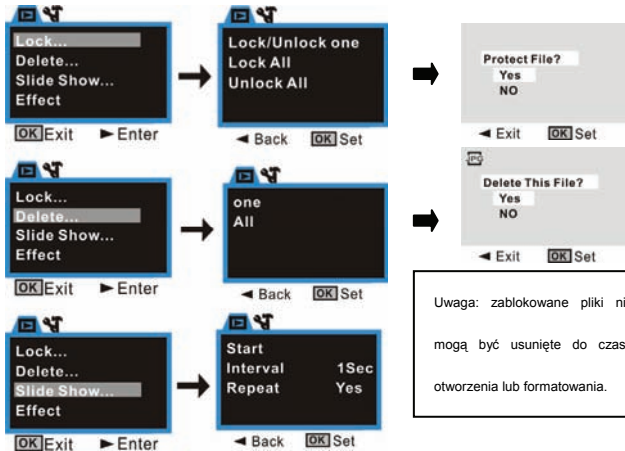 Lock...
Delete...
Slide Show...
Effect
OK Exit ► Enter
Lock/Unlock one
Lock All
Unlock All
◄ Back OK Set
Protect File?
Yes
NO
◄ Exit OK Set
Lock...
Delete...
Slide Show...
Effect
OK Exit ► Enter
one
All
◄ Back OK Set
JPG
Delete This File?
Yes
NO
◄ Exit OK Set
Lock...
Delete...
Slide Show...
Effect
OK Exit ► Enter
Start
Interval 1Sec
Repeat Yes
◄ Back OK Set
Uwaga: zablokowane pliki ni
mogą być usunięte do czas
otworzenia lub formatowania.